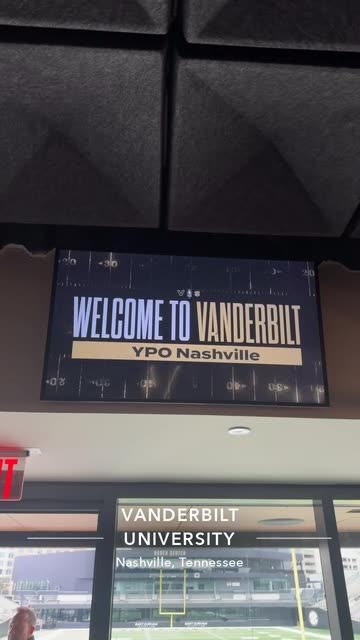 WELCOME TO VANDERBILT
YPO Nashville
VANDERBILT
UNIVERSITY
Nashville, Tennessee